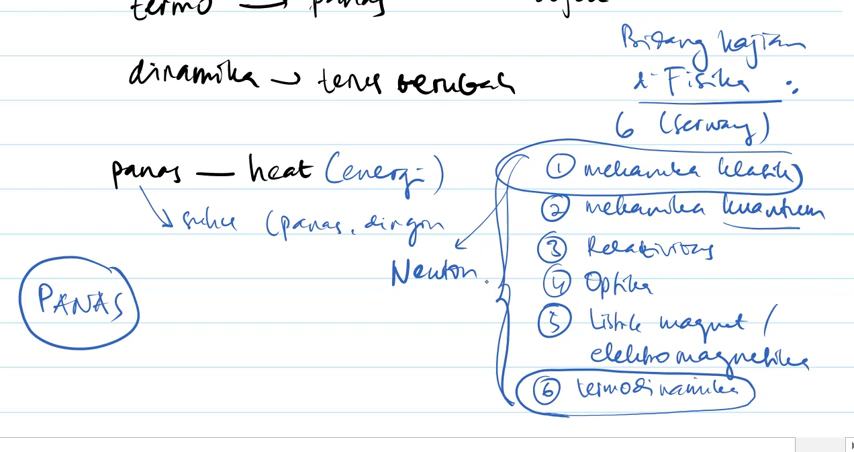 termo → panas
dinamika → terus berubah
panas — heat (energi)
suhu (panas, dingin
PANAS
Newton.
Bidang kajian
di Fisika :
6 (Serway)
① mekanika klasik
② mekanika kuantum
③ Relativitas
④ Optika
⑤ Listrik magnet /
elektromagnetika
⑥ termodinamika